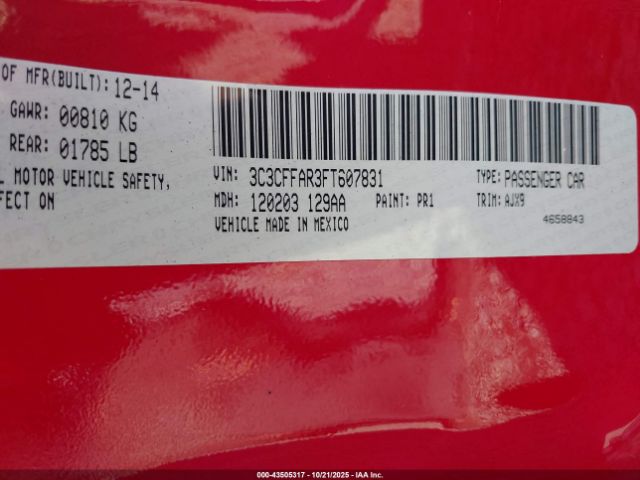 OF MFR(BUILT): 12-14
GAWR: 00810 KG
REAR: 01785 LB
MOTOR VEHICLE SAFETY,
ON
VIN: 3C3CFFAR3FT607831 TYPE: PASSENGER CAR
MDH: 120203 129AA PAINT: PR1 TRIM: AJX9
VEHICLE MADE IN MEXICO
4658843
000-43505317 - 10/21/2025 - IAA Inc.